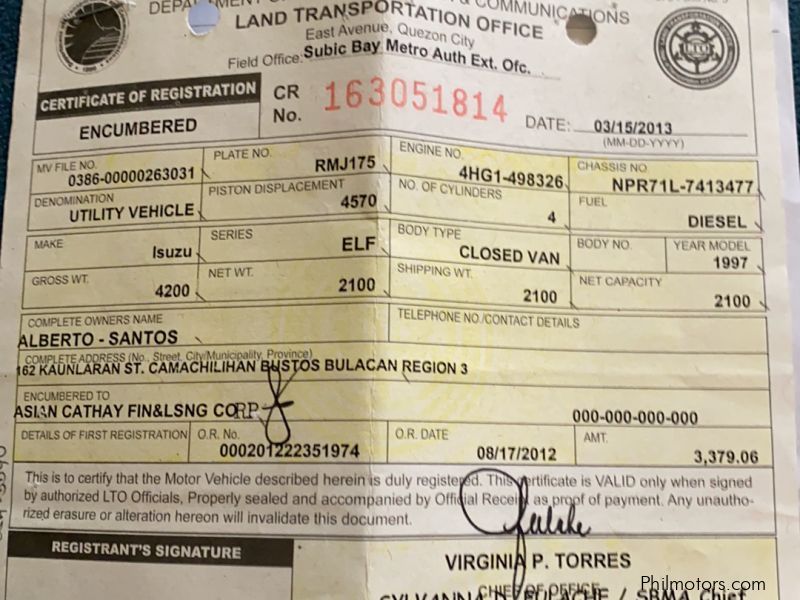 & COMMUNICATIONS
LAND TRANSPORTATION OFFICE
East Avenue, Quezon City
Field Office: Subic Bay Metro Auth Ext. Ofc.
LTO
CERTIFICATE OF REGISTRATION
ENCUMBERED
CR No. 163051814
DATE: 03/15/2013
(MM-DD-YYYY)
MV FILE NO. PLATE NO. ENGINE NO. CHASSIS NO
0386-00000263031 RMJ175 4HG1-498326 NPR71L-7413477
DENOMINATION PISTON DISPLACEMENT NO. OF CYLINDERS FUEL
UTILITY VEHICLE 4570 4 DIESEL
MAKE SERIES BODY TYPE BODY NO. YEAR MODEL
Isuzu ELF CLOSED VAN 1997
GROSS WT. NET WT. SHIPPING WT. NET CAPACITY
4200 2100 2100 2100
COMPLETE OWNERS NAME TELEPHONE NO./CONTACT DETAILS
ALBERTO - SANTOS
COMPLETE ADDRESS (No., Street, City/Municipality, Province)
162 KAUNLARAN ST. CAMACHILIHAN BUSTOS BULACAN REGION 3
ENCUMBERED TO
ASIAN CATHAY FIN&LSNG CORP 000-000-000-000
DETAILS OF FIRST REGISTRATION O.R. No. O.R. DATE AMT.
000201222351974 08/17/2012 3,379.06
This is to certify that the Motor Vehicle described herein is duly registered. This certificate is VALID only when signed
by authorized LTO Officials, Properly sealed and accompanied by Official Receipt as proof of payment. Any unautho-
rized erasure or alteration hereon will invalidate this document.
REGISTRANT'S SIGNATURE
VIRGINIA P. TORRES
CHIEF OF OFFICE
/ SBMA Chief
Philmotors.com